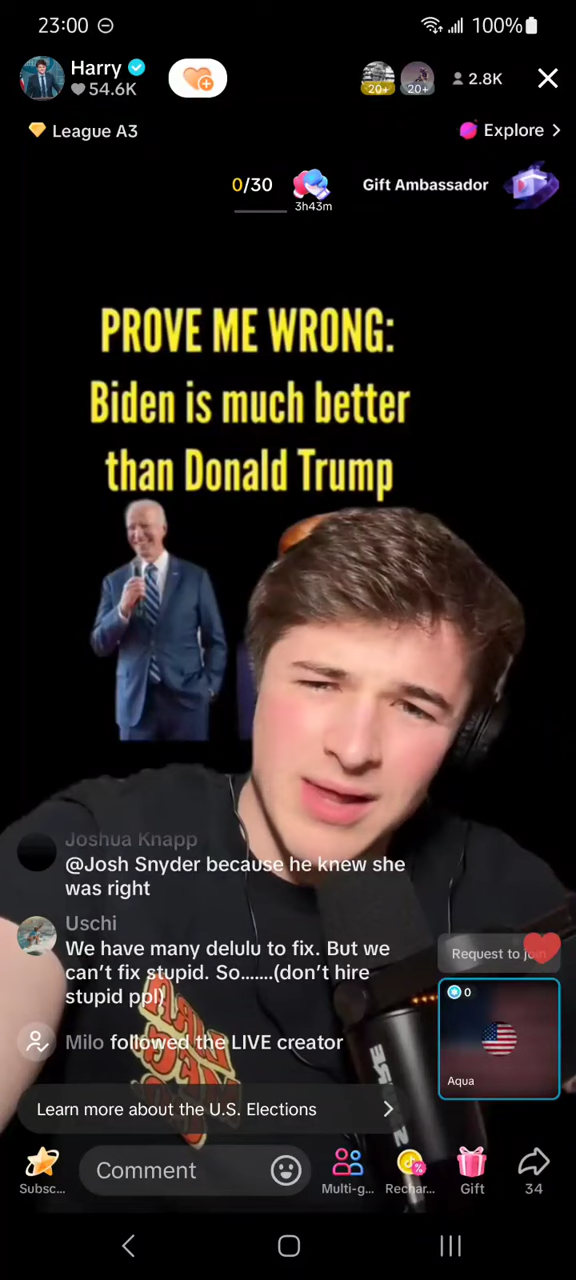 23:00
100%
Harry
54.6K
20+
20+
2.8K
League A3
Explore >
0/30
3h43m
Gift Ambassador
PROVE ME WRONG:
Biden is much better
than Donald Trump
Joshua Knapp
@Josh Snyder because he knew she
was right
Uschi
We have many delulu to fix. But we
can't fix stupid. So.......(don't hire
stupid ppl)
Milo followed the LIVE creator
Request to join
0
Aqua
Learn more about the U.S. Elections
Subsc...
Comment
Multi-g...
Rechar...
Gift
34